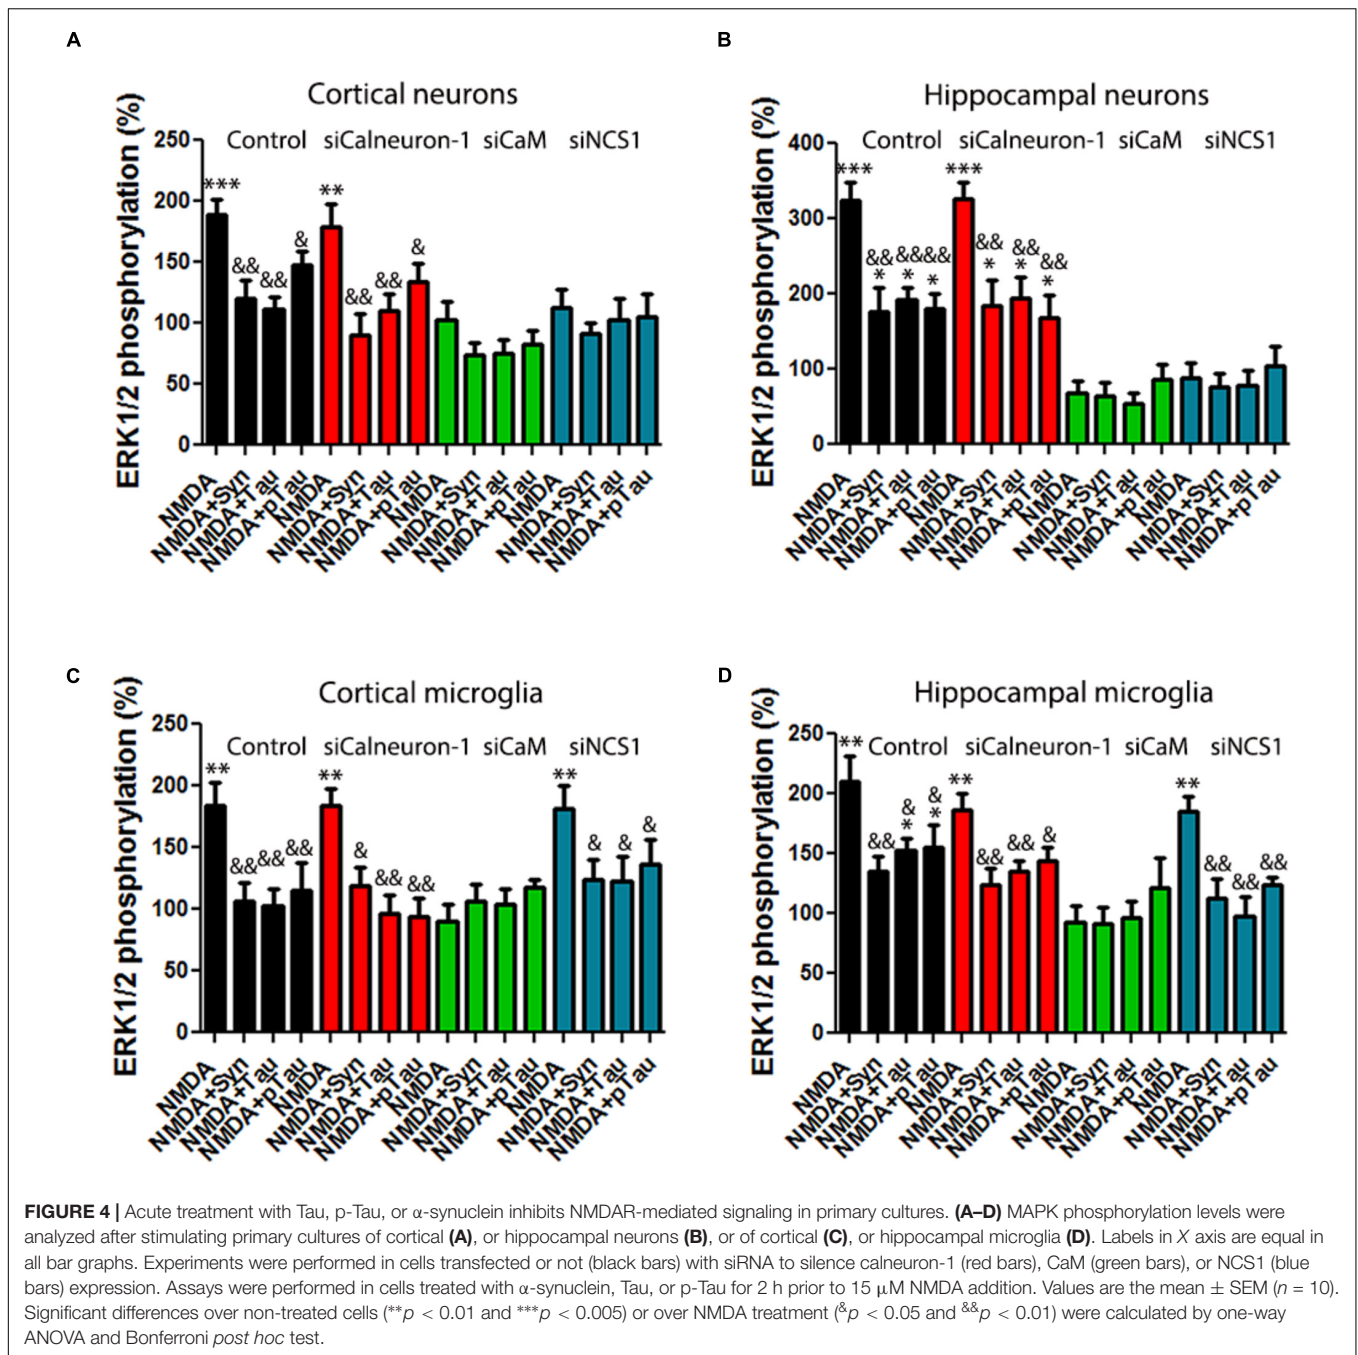 A
Cortical neurons
ERK1/2 phosphorylation (%)
250
200
150
100
50
0
Control siCalneuron-1 siCaM siNCS1
*** && && & ** && && &
NMDA
NMDA+Syn
NMDA+Tau
NMDA+pTau
NMDA
NMDA+Syn
NMDA+Tau
NMDA+pTau
NMDA
NMDA+Syn
NMDA+Tau
NMDA+pTau
NMDA
NMDA+Syn
NMDA+Tau
NMDA+pTau
B
Hippocampal neurons
ERK1/2 phosphorylation (%)
400
300
200
100
0
Control siCalneuron-1 siCaM siNCS1
*** && && && *** && && &&
* * * * * *
NMDA
NMDA+Syn
NMDA+Tau
NMDA+pTau
NMDA
NMDA+Syn
NMDA+Tau
NMDA+pTau
NMDA
NMDA+Syn
NMDA+Tau
NMDA+pTau
NMDA
NMDA+Syn
NMDA+Tau
NMDA+pTau
C
Cortical microglia
ERK1/2 phosphorylation (%)
250
200
150
100
50
0
Control siCalneuron-1 siCaM siNCS1
** && && && ** & && && ** & & &
NMDA
NMDA+Syn
NMDA+Tau
NMDA+pTau
NMDA
NMDA+Syn
NMDA+Tau
NMDA+pTau
NMDA
NMDA+Syn
NMDA+Tau
NMDA+pTau
NMDA
NMDA+Syn
NMDA+Tau
NMDA+pTau
D
Hippocampal microglia
ERK1/2 phosphorylation (%)
250
200
150
100
50
0
Control siCalneuron-1 siCaM siNCS1
** && & & ** && && & ** && && &&
* *
NMDA
NMDA+Syn
NMDA+Tau
NMDA+pTau
NMDA
NMDA+Syn
NMDA+Tau
NMDA+pTau
NMDA
NMDA+Syn
NMDA+Tau
NMDA+pTau
NMDA
NMDA+Syn
NMDA+Tau
NMDA+pTau
FIGURE 4 | Acute treatment with Tau, p-Tau, or α-synuclein inhibits NMDAR-mediated signaling in primary cultures. (A–D) MAPK phosphorylation levels were
analyzed after stimulating primary cultures of cortical (A), or hippocampal neurons (B), or of cortical (C), or hippocampal microglia (D). Labels in X axis are equal in
all bar graphs. Experiments were performed in cells transfected or not (black bars) with siRNA to silence calneuron-1 (red bars), CaM (green bars), or NCS1 (blue
bars) expression. Assays were performed in cells treated with α-synuclein, Tau, or p-Tau for 2 h prior to 15 μM NMDA addition. Values are the mean ± SEM (n = 10).
Significant differences over non-treated cells (**p < 0.01 and ***p < 0.005) or over NMDA treatment (&p < 0.05 and &&p < 0.01) were calculated by one-way
ANOVA and Bonferroni post hoc test.